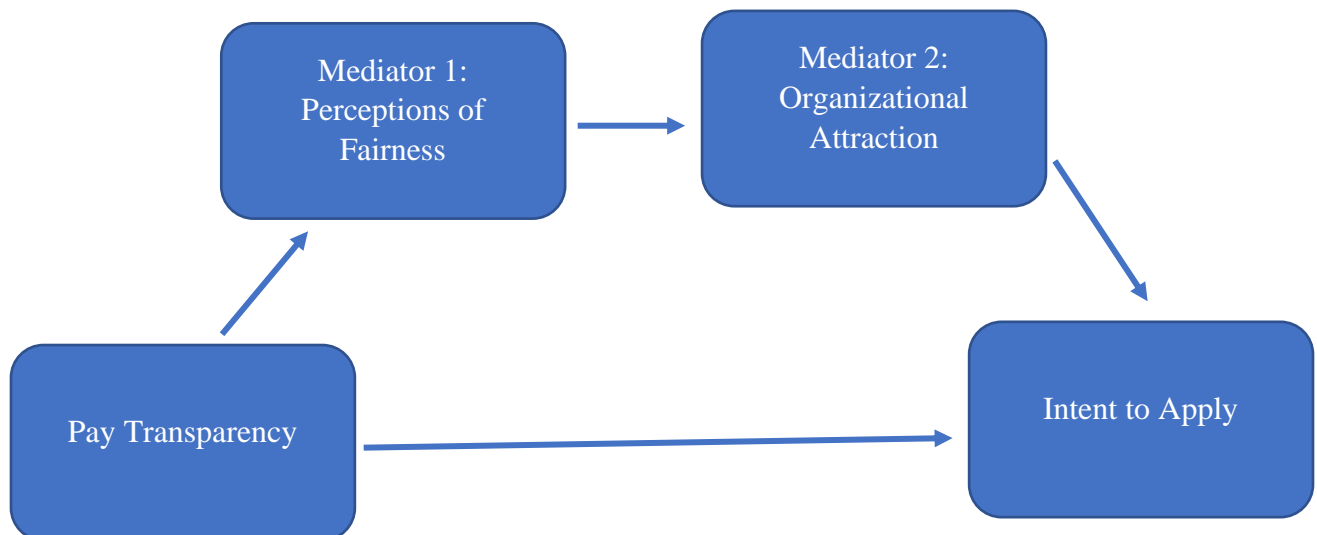 Mediator 1:
Perceptions of
Fairness
Mediator 2:
Organizational
Attraction
Pay Transparency
Intent to Apply